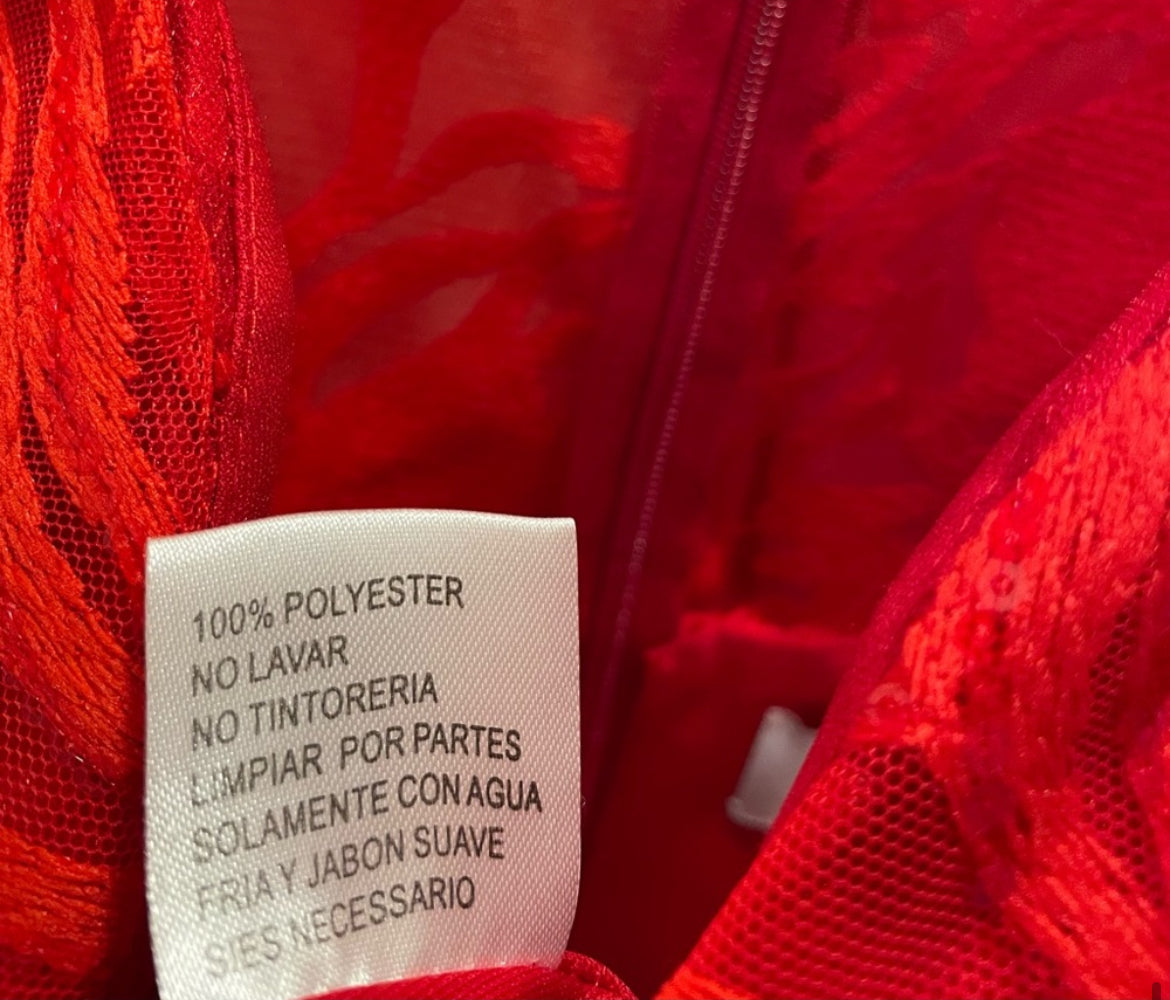 100% POLYESTER
NO LAVAR
NO TINTORERIA
LIMPIAR POR PARTES
SOLAMENTE CON AGUA
FRIA Y JABON SUAVE
SIES NECESSARIO